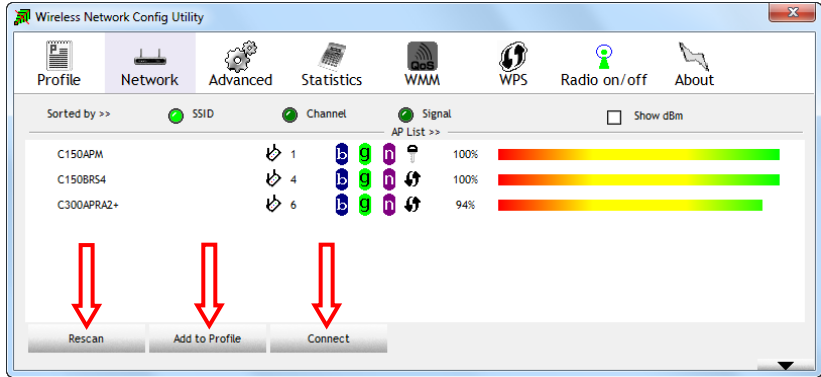 Wireless Network Config Utility
Profile Network Advanced Statistics QoS WMM WPS Radio on/off About
Sorted by >> SSID Channel Signal Show dBm
AP List >>
C150APM 1 b g n 100%
C150BRS4 4 b g n 100%
C300APRA2+ 6 b g n 94%
Rescan Add to Profile Connect